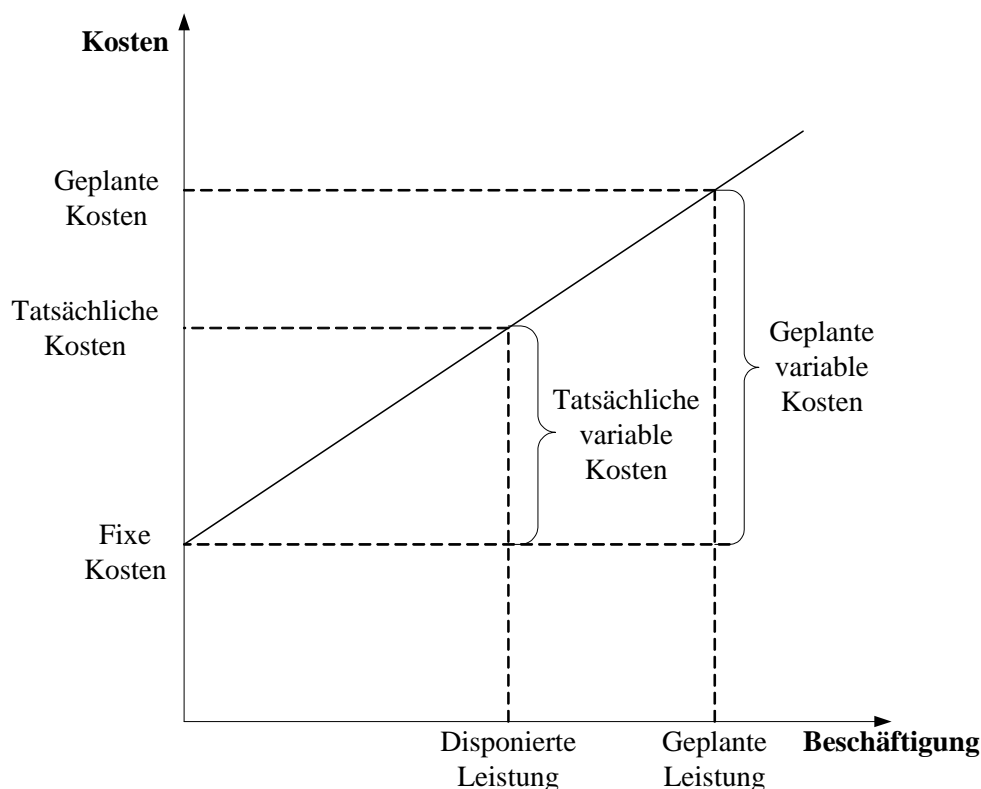 Kosten
Geplante
Kosten
Tatsächliche
Kosten
Geplante
variable
Kosten
Tatsächliche
variable
Kosten
Fixe
Kosten
Disponierte
Leistung
Geplante
Leistung
Beschäftigung